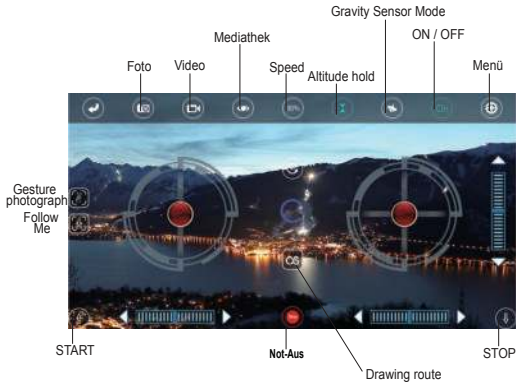 Gravity Sensor Mode
Mediathek
ON / OFF
Foto
Video
Speed
Altitude hold
Menü
Gesture
photograph
Follow
Me
START
Not-Aus
STOP
Drawing route